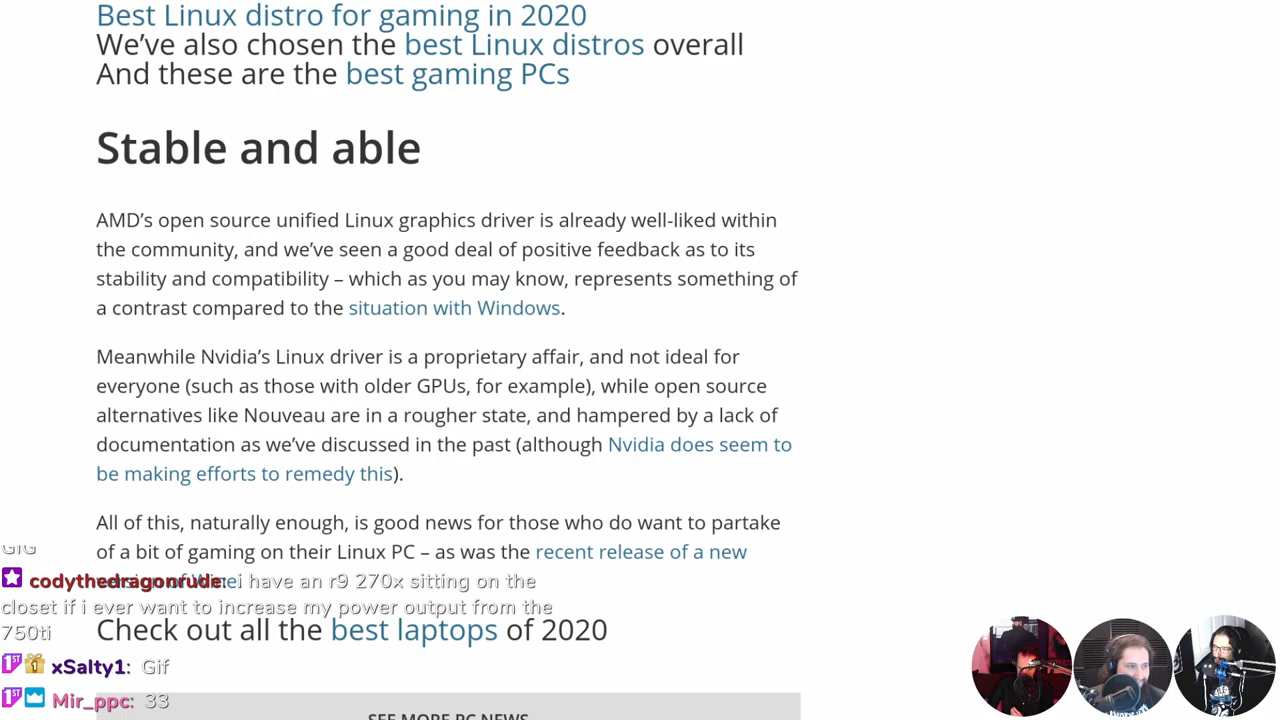 Best Linux distro for gaming in 2020
We've also chosen the best Linux distros overall
And these are the best gaming PCs
Stable and able
AMD's open source unified Linux graphics driver is already well-liked within
the community, and we've seen a good deal of positive feedback as to its
stability and compatibility – which as you may know, represents something of
a contrast compared to the situation with Windows.
Meanwhile Nvidia's Linux driver is a proprietary affair, and not ideal for
everyone (such as those with older GPUs, for example), while open source
alternatives like Nouveau are in a rougher state, and hampered by a lack of
documentation as we've discussed in the past (although Nvidia does seem to
be making efforts to remedy this).
All of this, naturally enough, is good news for those who do want to partake
of a bit of gaming on their Linux PC – as was the recent release of a new
codythedragonrude: i have an r9 270x sitting on the
closet if i ever want to increase my power output from the
750ti
Check out all the best laptops of 2020
xSalty1: Gif
Mir_ppc: 33
SEE MORE PC NEWS